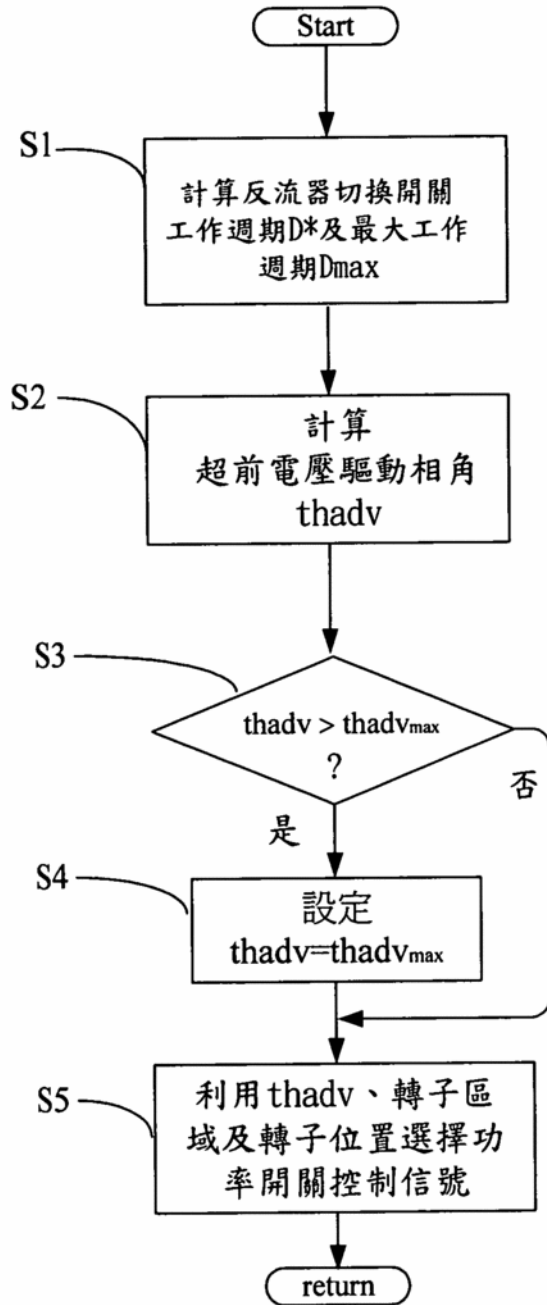 Start
S1
計算反流器切換開關
工作週期D*及最大工作
週期Dmax
S2
計算
超前電壓驅動相角
thadv
S3
thadv > thadvmax
?
否
是
S4
設定
thadv=thadvmax
S5
利用thadv、轉子區
域及轉子位置選擇功
率開關控制信號
return